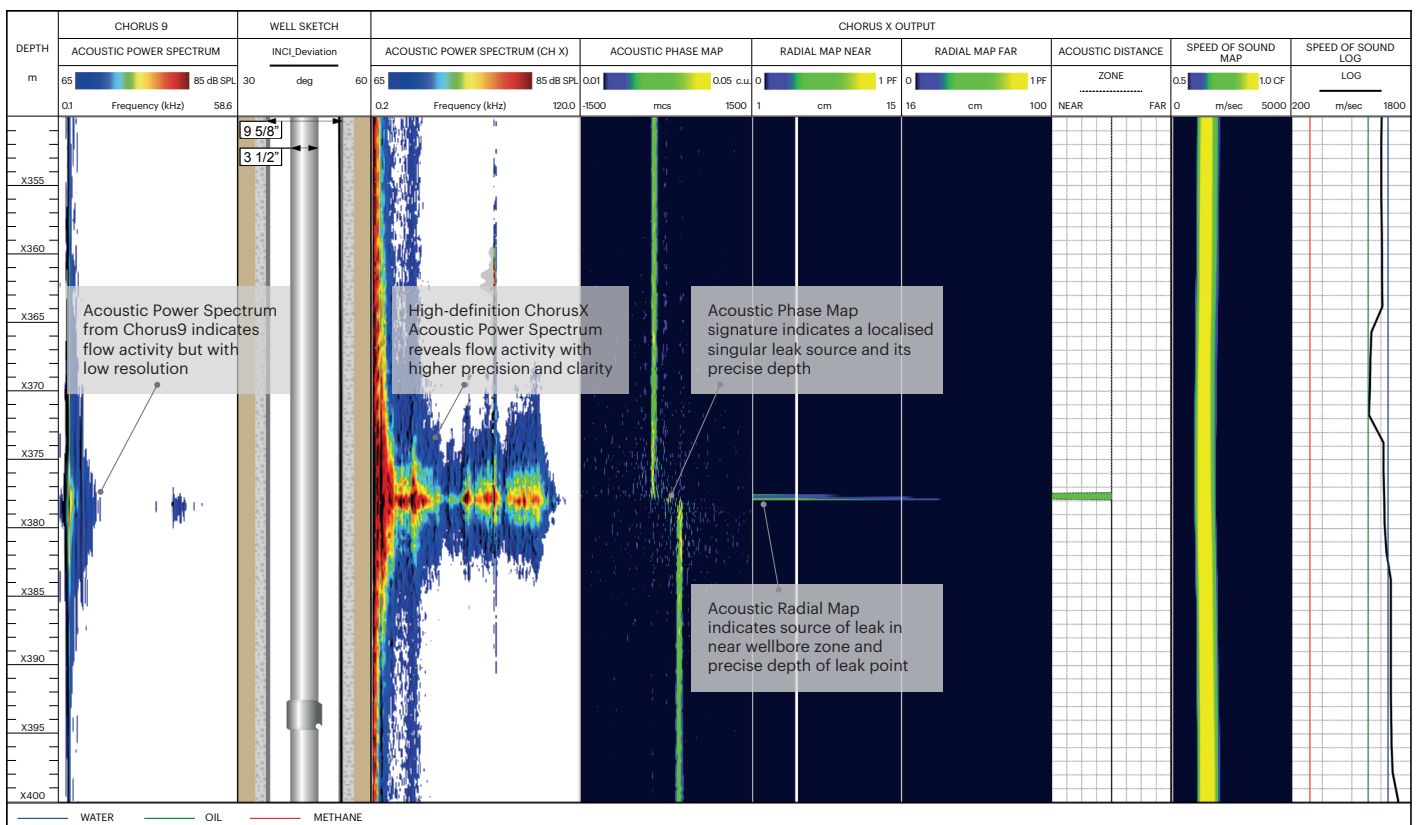 CHORUS 9
WELL SKETCH
CHORUS X OUTPUT
DEPTH
m
ACOUSTIC POWER SPECTRUM
INCI_Deviation
ACOUSTIC POWER SPECTRUM (CH X)
ACOUSTIC PHASE MAP
RADIAL MAP NEAR
RADIAL MAP FAR
ACOUSTIC DISTANCE
SPEED OF SOUND
MAP
SPEED OF SOUND
LOG
65 85 dB SPL
30 deg 60
65 85 dB SPL
0.01 0.05 c.u.
0 1 PF
0 1 PF
ZONE
0.5 1.0 CF
LOG
0.1 Frequency (kHz) 58.6
0.2 Frequency (kHz) 120.0
-1500 mcs 1500
1 cm 15
16 cm 100
NEAR FAR
0 m/sec 5000
200 m/sec 1800
9 5/8"
3 1/2"
X355
X360
X365
X370
X375
X380
X385
X390
X395
X400
Acoustic Power Spectrum
from Chorus9 indicates
flow activity but with
low resolution
High-definition ChorusX
Acoustic Power Spectrum
reveals flow activity with
higher precision and clarity
Acoustic Phase Map
signature indicates a localised
singular leak source and its
precise depth
Acoustic Radial Map
indicates source of leak in
near wellbore zone and
precise depth of leak point
WATER
OIL
METHANE